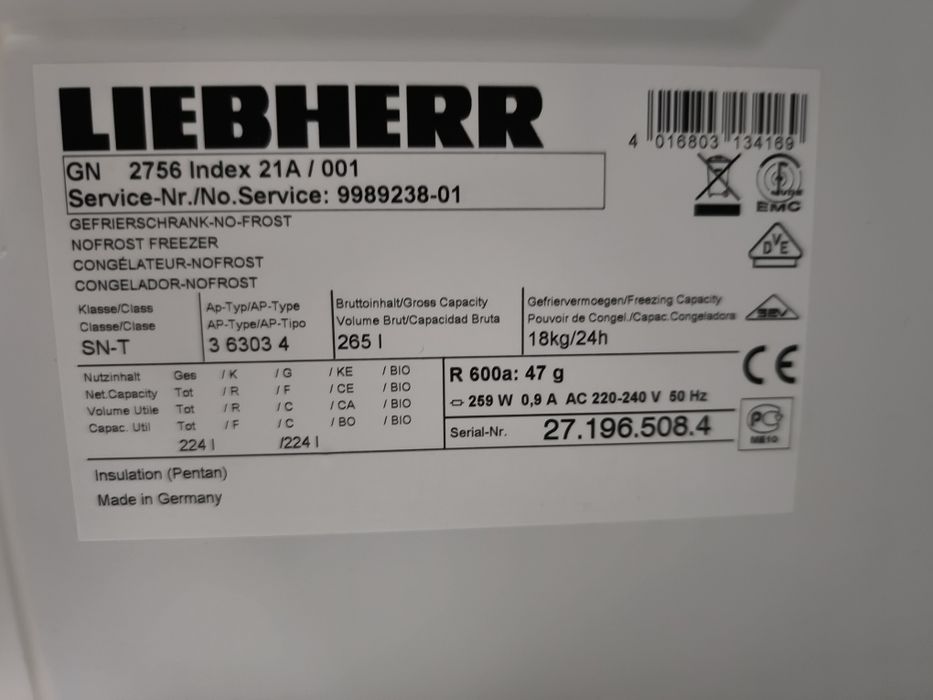 LIEBHERR
4 016803 134169
GN 2756 Index 21A / 001
Service-Nr./No.Service: 9989238-01
GEFRIERSCHRANK-NO-FROST
NOFROST FREEZER
CONGÉLATEUR-NOFROST
CONGELADOR-NOFROST
EMC
DVE
SEV
Klasse/Class
Classe/Clase
SN-T
Ap-Typ/AP-Type
AP-Type/AP-Tipo
3 6303 4
Bruttoinhalt/Gross Capacity
Volume Brut/Capacidad Bruta
265 l
Gefriervermoegen/Freezing Capacity
Pouvoir de Congel./Capac.Congeladora
18kg/24h
CE
Nutzinhalt Ges / K / G / KE / BIO
Net.Capacity Tot / R / F / CE / BIO
Volume Utile Tot / R / C / CA / BIO
Capac. Util Tot / F / C / BO / BIO
224 l /224 l
R 600a: 47 g
259 W 0,9 A AC 220-240 V 50 Hz
Serial-Nr. 27.196.508.4
Insulation (Pentan)
Made in Germany